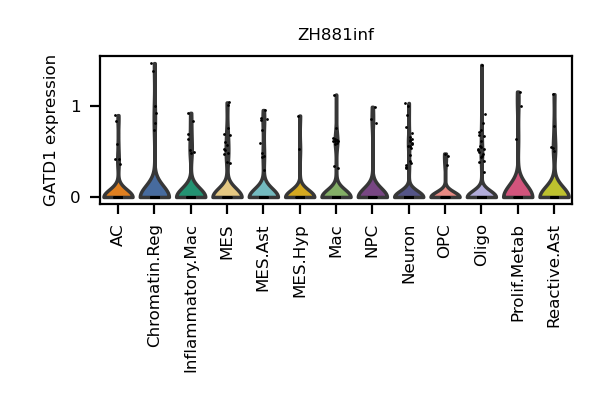 ZH881inf
GATD1 expression
1
0
AC
Chromatin.Reg
Inflammatory.Mac
MES
MES.Ast
MES.Hyp
Mac
NPC
Neuron
OPC
Oligo
Prolif.Metab
Reactive.Ast